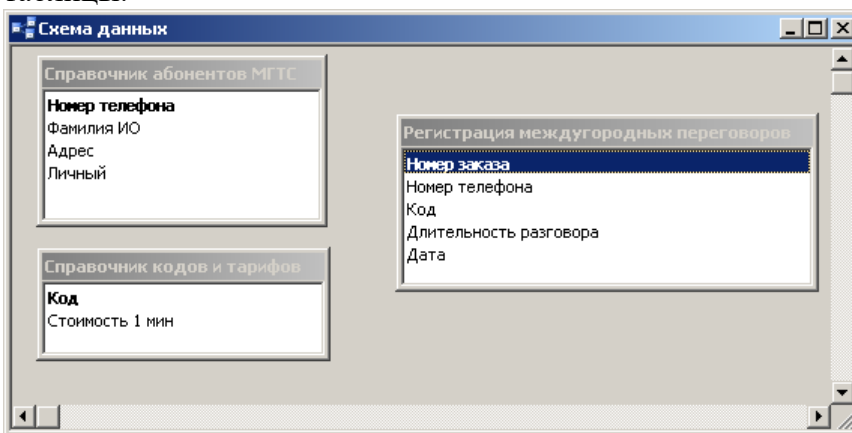 Схема данных
Справочник абонентов МГТС
Номер телефона
Фамилия ИО
Адрес
Личный
Регистрация междугородных переговоров
Номер заказа
Номер телефона
Код
Длительность разговора
Дата
Справочник кодов и тарифов
Код
Стоимость 1 мин